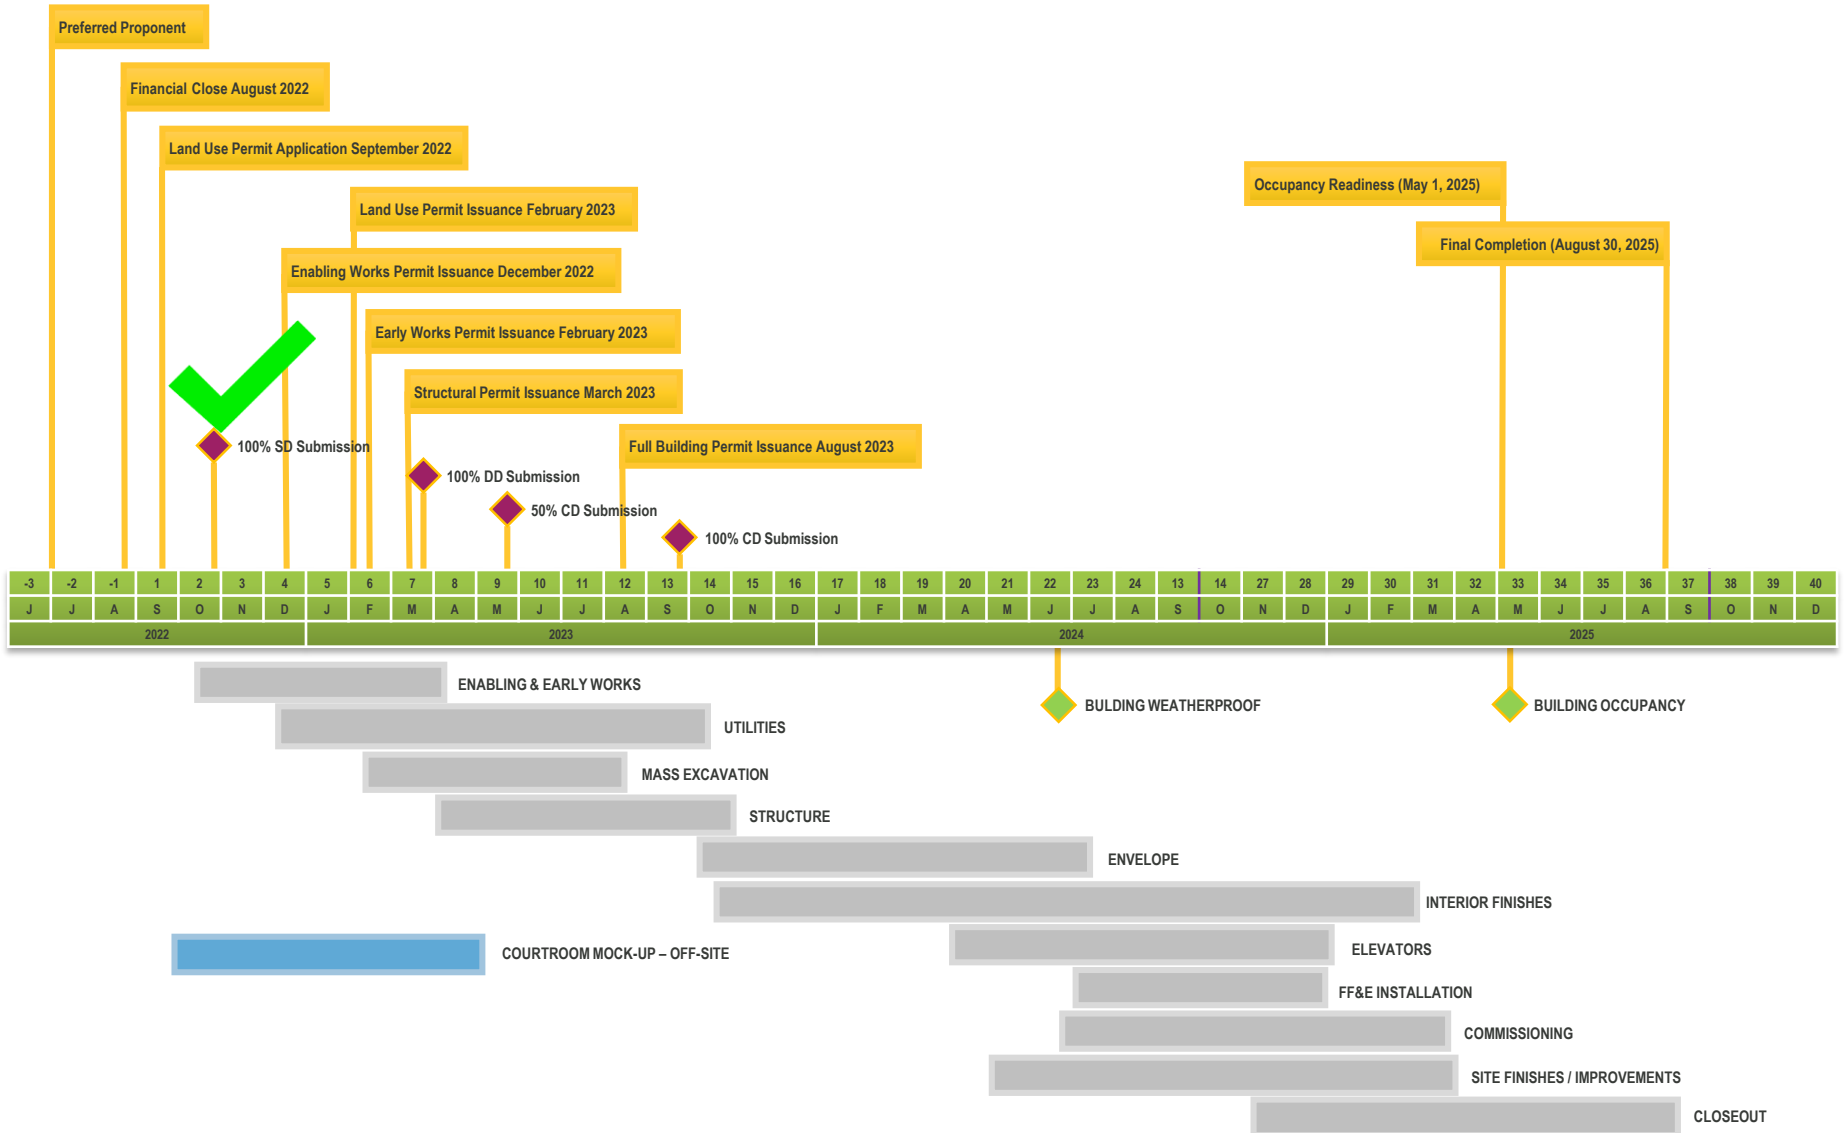 Preferred Proponent
Financial Close August 2022
Land Use Permit Application September 2022
Occupancy Readiness (May 1, 2025)
Land Use Permit Issuance February 2023
Final Completion (August 30, 2025)
Enabling Works Permit Issuance December 2022
Early Works Permit Issuance February 2023
Structural Permit Issuance March 2023
Full Building Permit Issuance August 2023
100% SD Submission
100% DD Submission
50% CD Submission
100% CD Submission
-3 -2 -1 1 2 3 4 5 6 7 8 9 10 11 12 13 14 15 16 17 18 19 20 21 22 23 24 13 14 27 28 29 30 31 32 33 34 35 36 37 38 39 40
J J A S O N D J F M A M J J A S O N D J F M A M J J A S O N D J F M A M J J A S O N D
2022 2023 2024 2025
ENABLING & EARLY WORKS
BULDING WEATHERPROOF
BUILDING OCCUPANCY
UTILITIES
MASS EXCAVATION
STRUCTURE
ENVELOPE
INTERIOR FINISHES
COURTROOM MOCK-UP – OFF-SITE
ELEVATORS
FF&E INSTALLATION
COMMISSIONING
SITE FINISHES / IMPROVEMENTS
CLOSEOUT